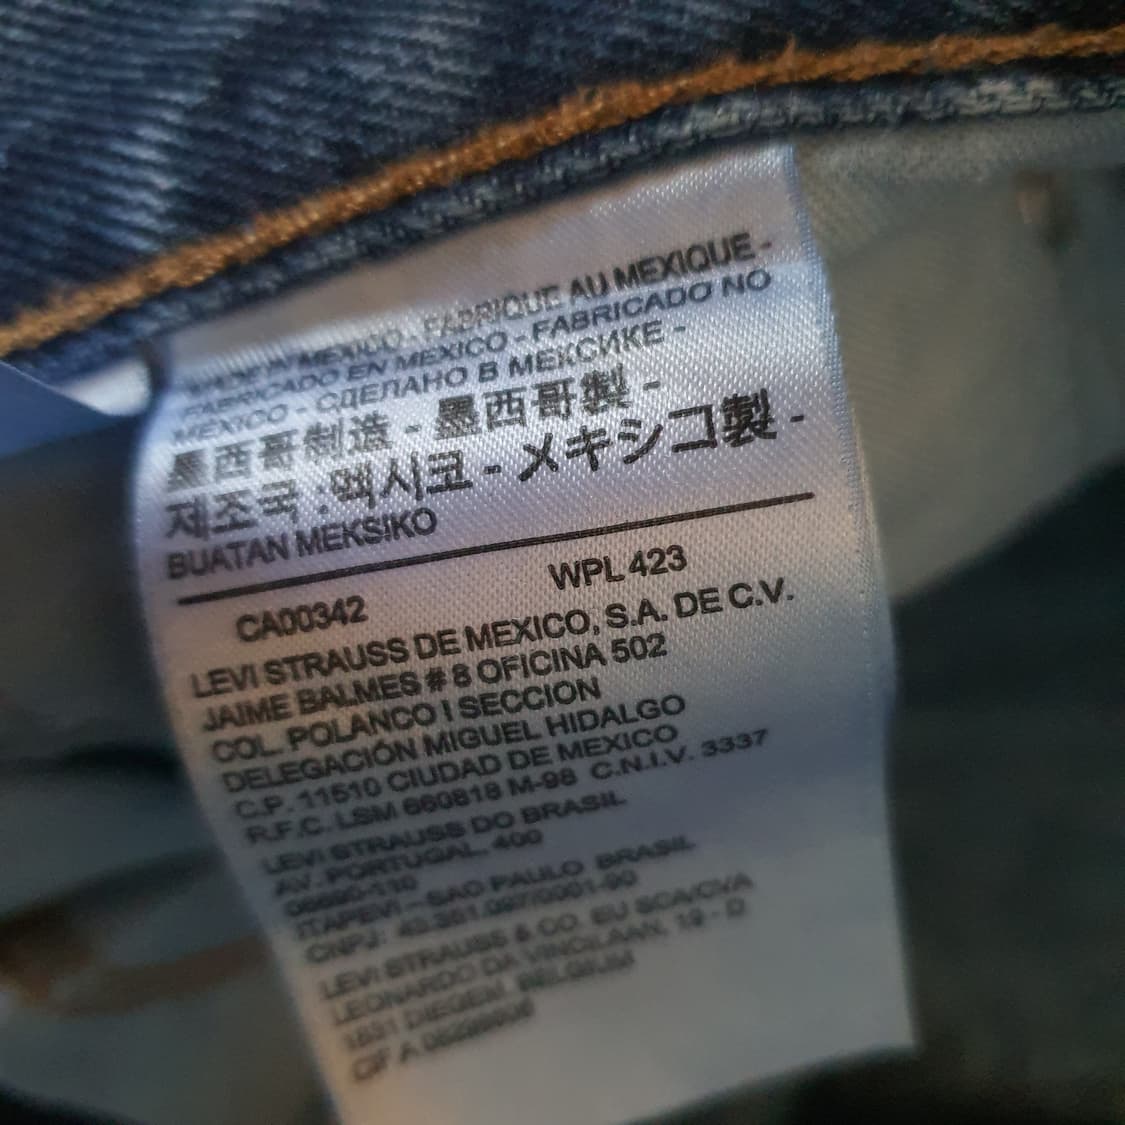 MADE IN MEXICO - FABRIQUE AU MEXIQUE -
FABRICADO EN MEXICO - FABRICADO NO
MÉXICO - СДЕЛАНО В МЕКСИКЕ -
墨西哥制造 - 墨西哥製 -
제조국 : 멕시코 - メキシコ製 -
BUATAN MEKSIKO
CA00342 WPL 423
LEVI STRAUSS DE MEXICO, S.A. DE C.V.
JAIME BALMES # 8 OFICINA 502
COL. POLANCO I SECCION
DELEGACIÓN MIGUEL HIDALGO
C.P. 11510 CIUDAD DE MEXICO
R.F.C. LSM 660818 M-98 C.N.I.V. 3337
LEVI STRAUSS DO BRASIL
AV. PORTUGAL, 400
ITAPEVI - SAO PAULO BRASIL
CNPJ:
LEVI STRAUSS & CO. EU SCA/CVA
LEONARDO DA VINCILAAN, 19 - D
1831 DIEGEM, BELGIUM
CIF A